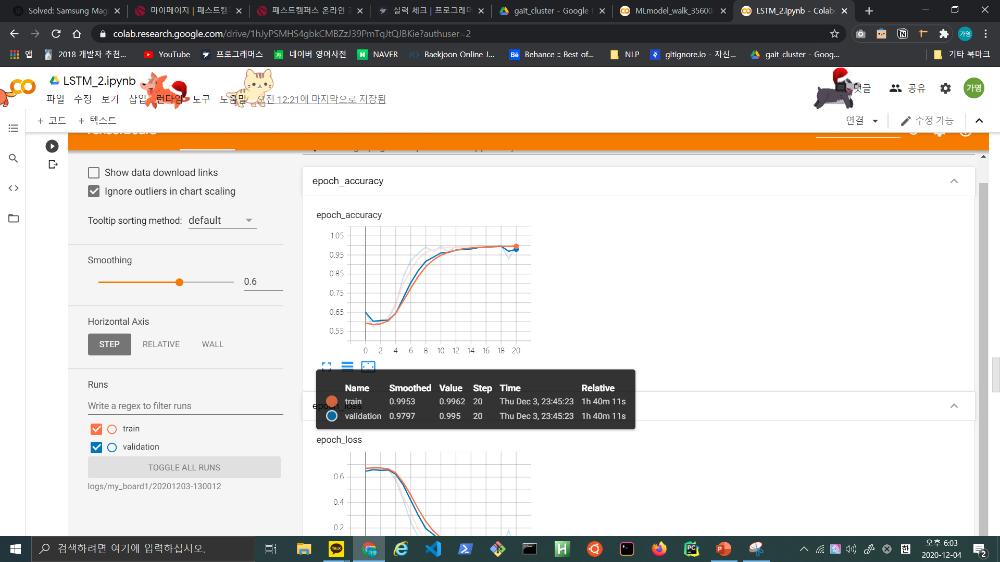 Solved: Samsung Mag
마이페이지 | 패스트캠
패스트캠퍼스 온라인 강
실력 체크 | 프로그래머
gait_cluster - Google D
MLmodel_walk_35600.
LSTM_2.ipynb - Colabo
colab.research.google.com/drive/1hJyPSMHS4gbkCMBZzJ39PmTqJtQJBKie?authuser=2
가영
앱
2018 개발자 추천...
YouTube
프로그래머스
네이버 영어사전
NAVER
Baekjoon Online J...
Behance :: Best of...
NLP
gitignore.io - 자신...
gait_cluster - Goog...
기타 북마크
LSTM_2.ipynb
파일 수정 보기 삽입 런타임 도구 도움말 오전 12:21에 마지막으로 저장됨
댓글
공유
가영
+ 코드 + 텍스트
연결
수정 가능
TensorBoard
Show data download links
Ignore outliers in chart scaling
Tooltip sorting method: default
Smoothing
0.6
Horizontal Axis
STEP RELATIVE WALL
Runs
Write a regex to filter runs
train
validation
TOGGLE ALL RUNS
logs/my_board1/20201203-130012
epoch_accuracy
epoch_accuracy
1.05
0.95
0.85
0.75
0.65
0.55
0 2 4 6 8 10 12 14 16 18 20
Name Smoothed Value Step Time Relative
train 0.9953 0.9962 20 Thu Dec 3, 23:45:23 1h 40m 11s
validation 0.9797 0.995 20 Thu Dec 3, 23:45:23 1h 40m 11s
epoch_loss
epoch_loss
0.6
0.4
0.2
검색하려면 여기에 입력하십시오.
TALK
가영
H
PC
P
한
오후 6:03
2020-12-04
2